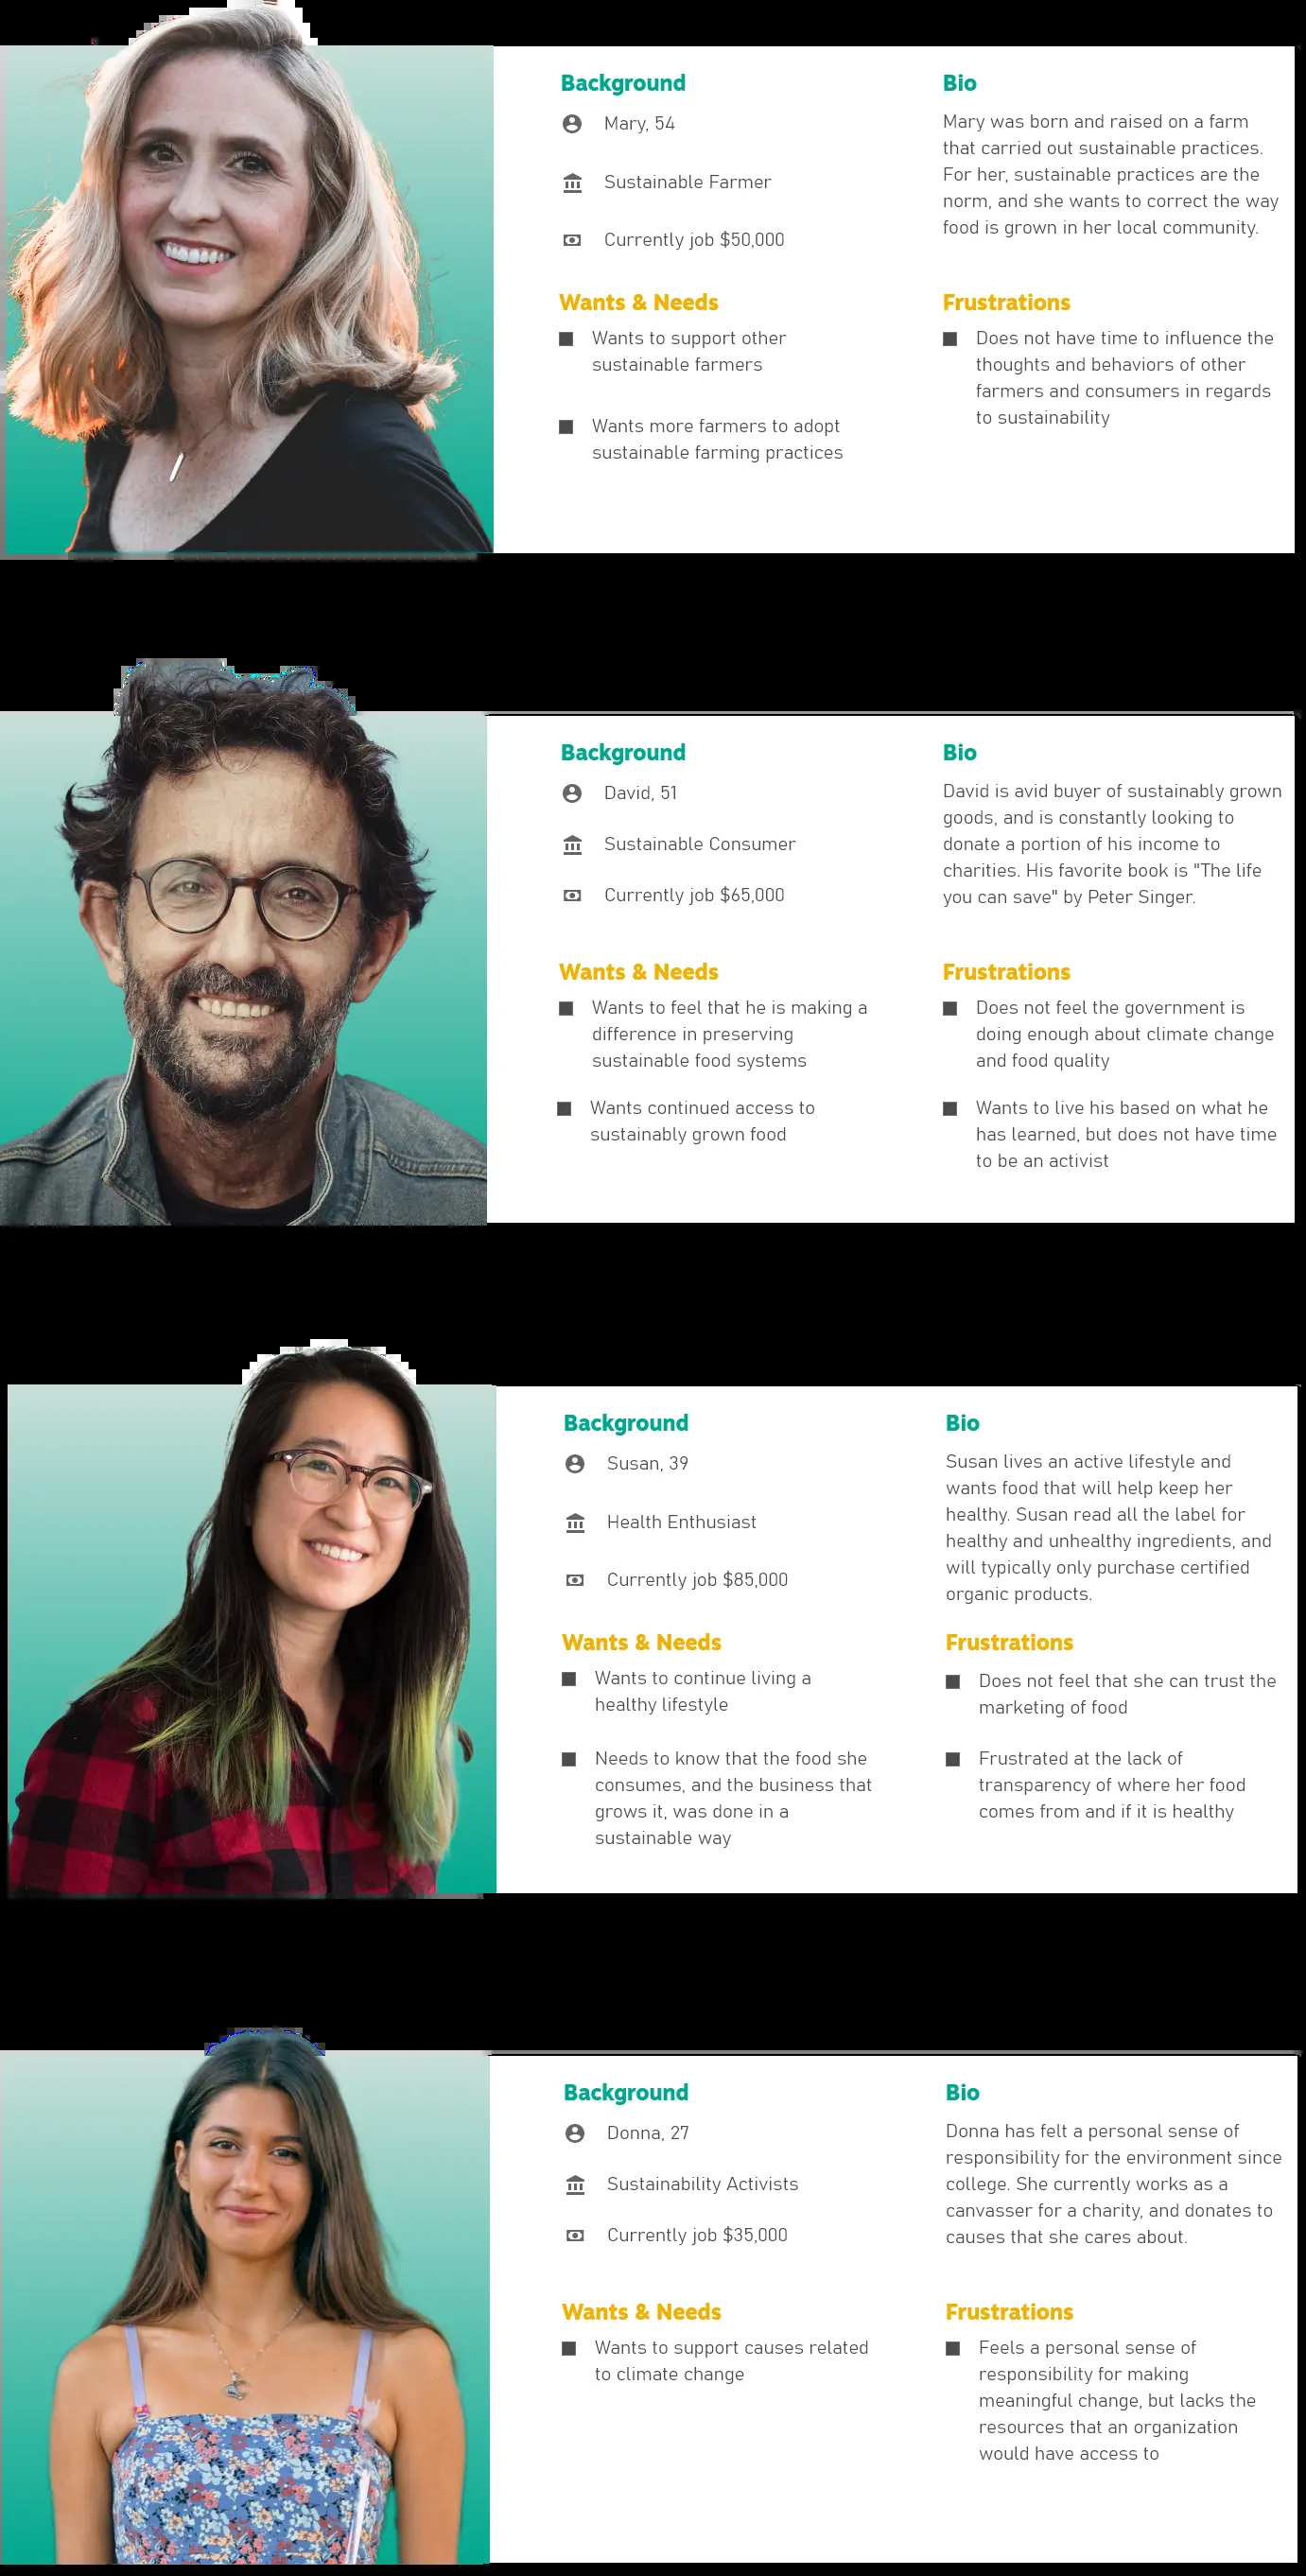 Background
Mary, 54
Sustainable Farmer
Currently job $50,000
Bio
Mary was born and raised on a farm
that carried out sustainable practices.
For her, sustainable practices are the
norm, and she wants to correct the way
food is grown in her local community.
Wants & Needs
Wants to support other
sustainable farmers
Wants more farmers to adopt
sustainable farming practices
Frustrations
Does not have time to influence the
thoughts and behaviors of other
farmers and consumers in regards
to sustainability
Background
David, 51
Sustainable Consumer
Currently job $65,000
Bio
David is avid buyer of sustainably grown
goods, and is constantly looking to
donate a portion of his income to
charities. His favorite book is "The life
you can save" by Peter Singer.
Wants & Needs
Wants to feel that he is making a
difference in preserving
sustainable food systems
Wants continued access to
sustainably grown food
Frustrations
Does not feel the government is
doing enough about climate change
and food quality
Wants to live his based on what he
has learned, but does not have time
to be an activist
Background
Susan, 39
Health Enthusiast
Currently job $85,000
Bio
Susan lives an active lifestyle and
wants food that will help keep her
healthy. Susan read all the label for
healthy and unhealthy ingredients, and
will typically only purchase certified
organic products.
Wants & Needs
Wants to continue living a
healthy lifestyle
Needs to know that the food she
consumes, and the business that
grows it, was done in a
sustainable way
Frustrations
Does not feel that she can trust the
marketing of food
Frustrated at the lack of
transparency of where her food
comes from and if it is healthy
Background
Donna, 27
Sustainability Activists
Currently job $35,000
Bio
Donna has felt a personal sense of
responsibility for the environment since
college. She currently works as a
canvasser for a charity, and donates to
causes that she cares about.
Wants & Needs
Wants to support causes related
to climate change
Frustrations
Feels a personal sense of
responsibility for making
meaningful change, but lacks the
resources that an organization
would have access to